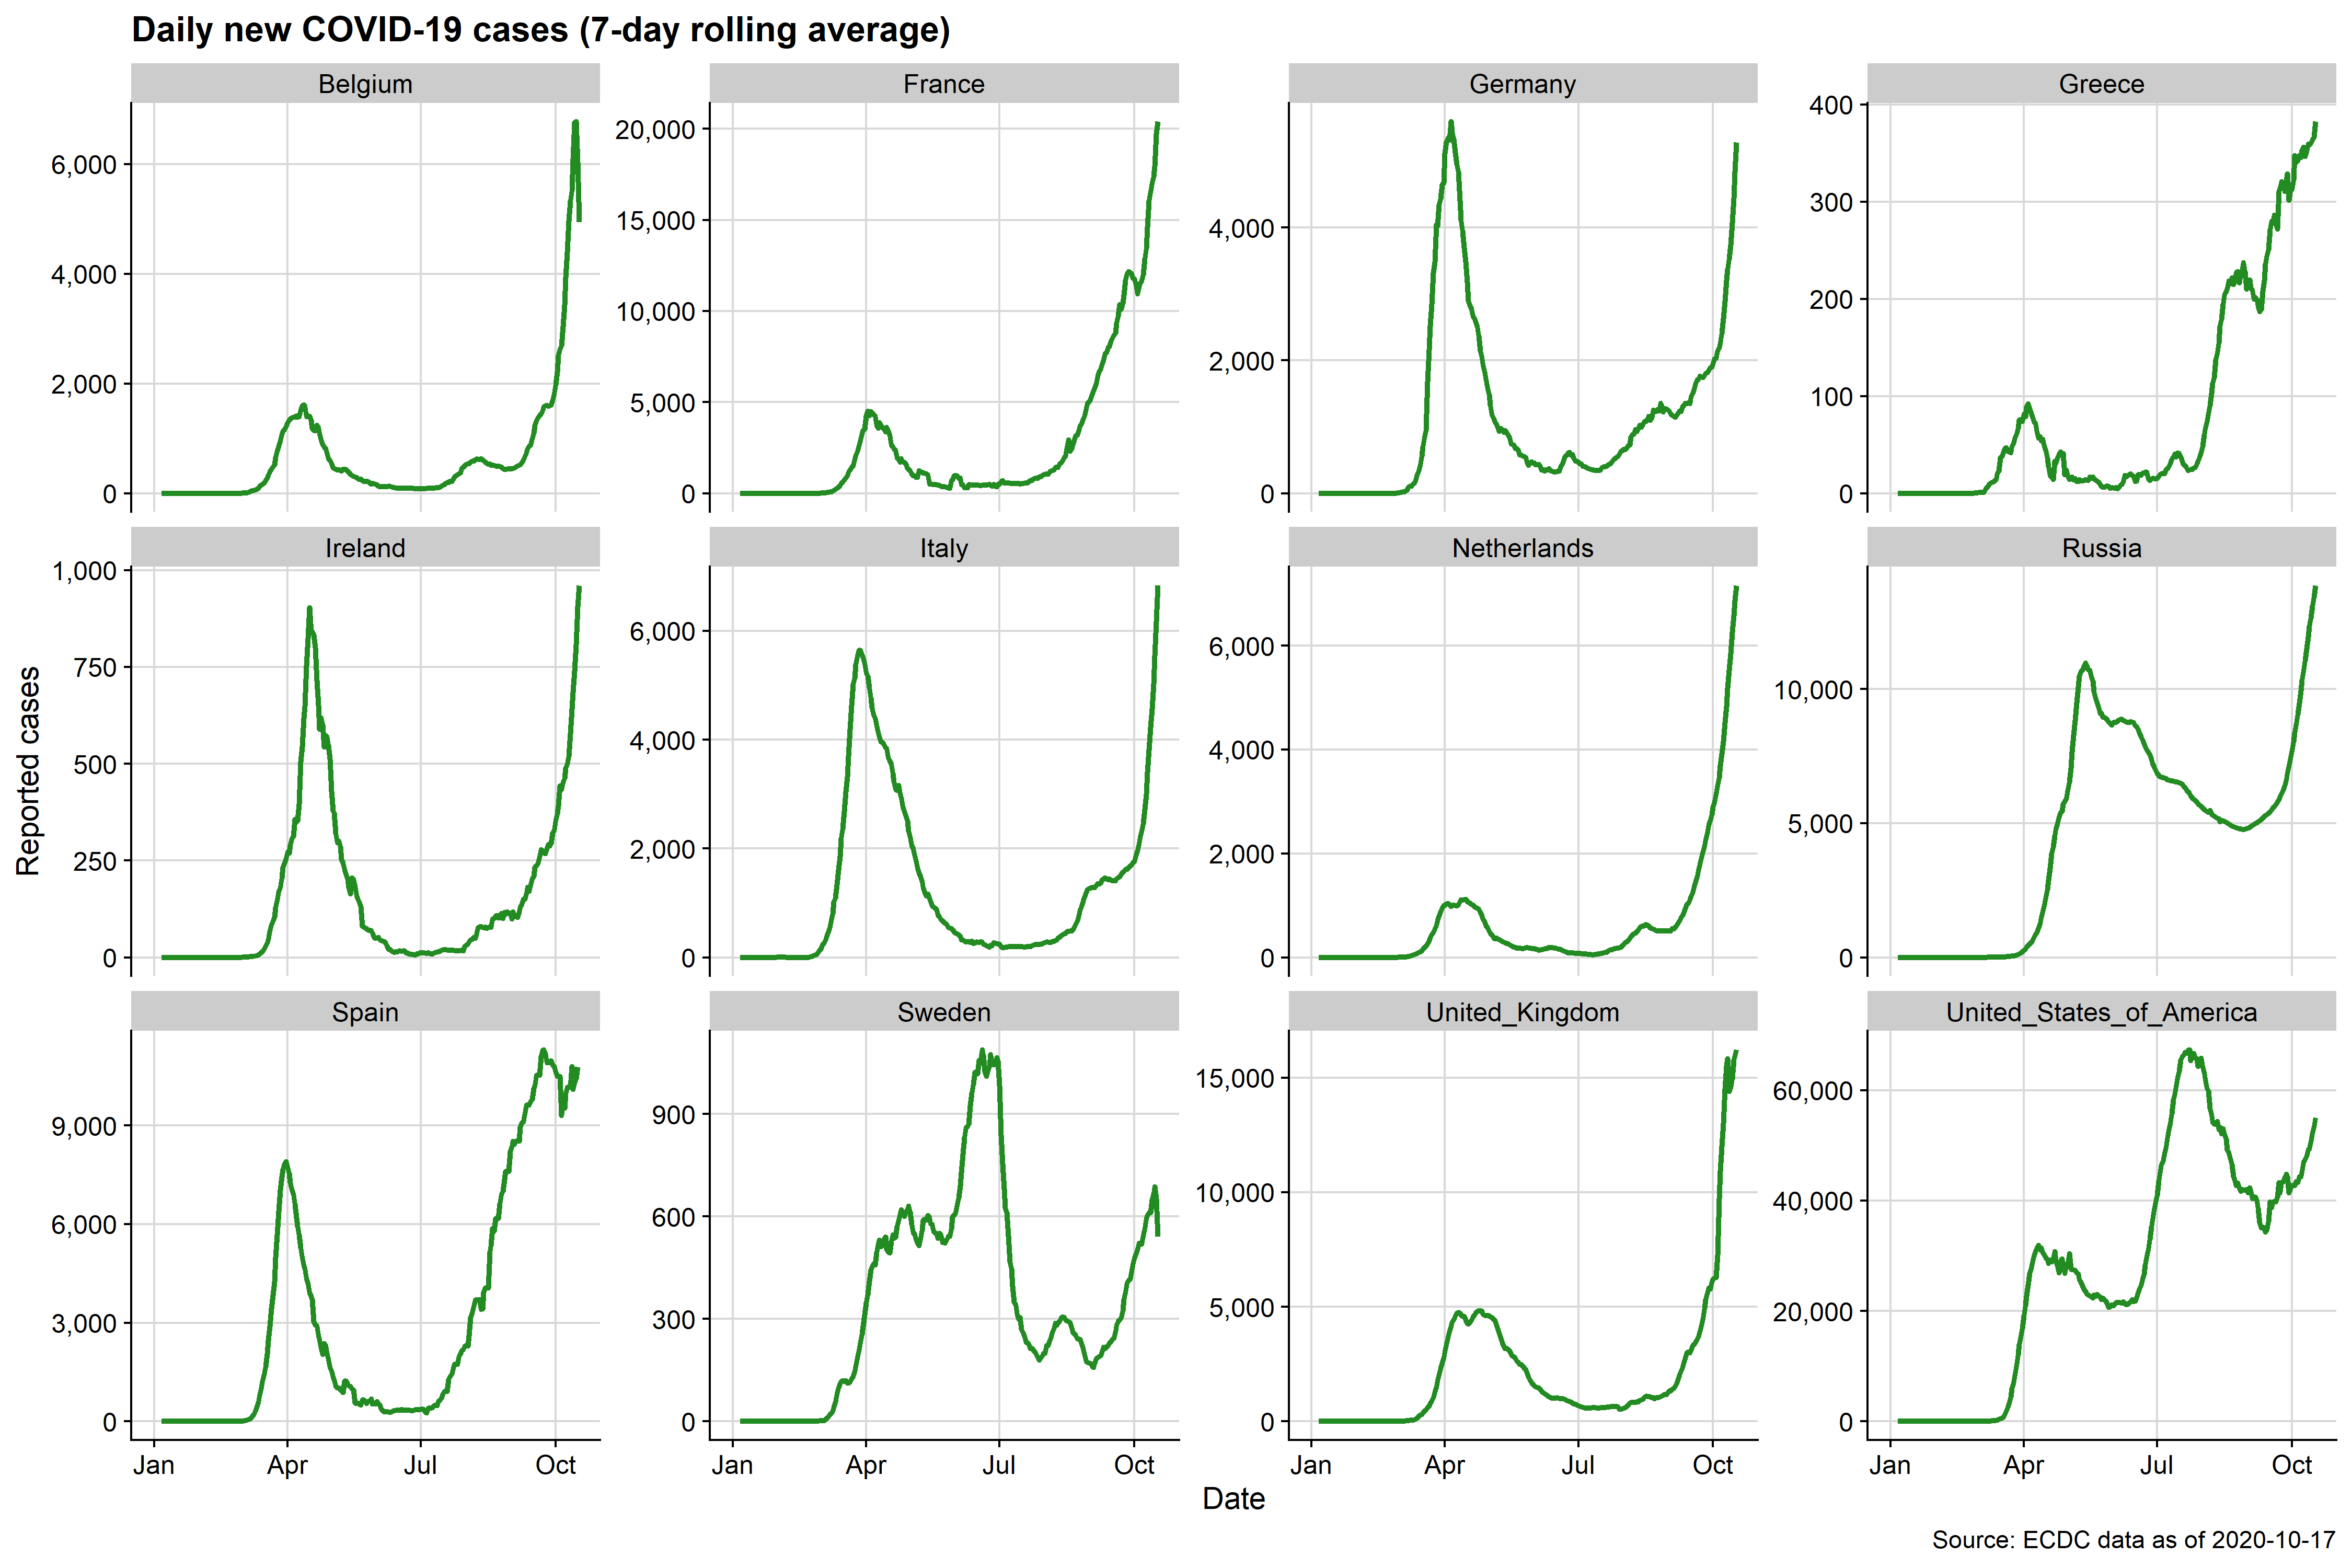 Daily new COVID-19 cases (7-day rolling average)
Belgium
France
Germany
Greece
6,000
4,000
2,000
0
20,000
15,000
10,000
5,000
0
4,000
2,000
0
400
300
200
100
0
Ireland
Italy
Netherlands
Russia
1,000
750
500
250
0
6,000
4,000
2,000
0
6,000
4,000
2,000
0
10,000
5,000
0
Reported cases
Spain
Sweden
United_Kingdom
United_States_of_America
9,000
6,000
3,000
0
900
600
300
0
15,000
10,000
5,000
0
60,000
40,000
20,000
0
Jan Apr Jul Oct
Jan Apr Jul Oct
Jan Apr Jul Oct
Jan Apr Jul Oct
Date
Source: ECDC data as of 2020-10-17